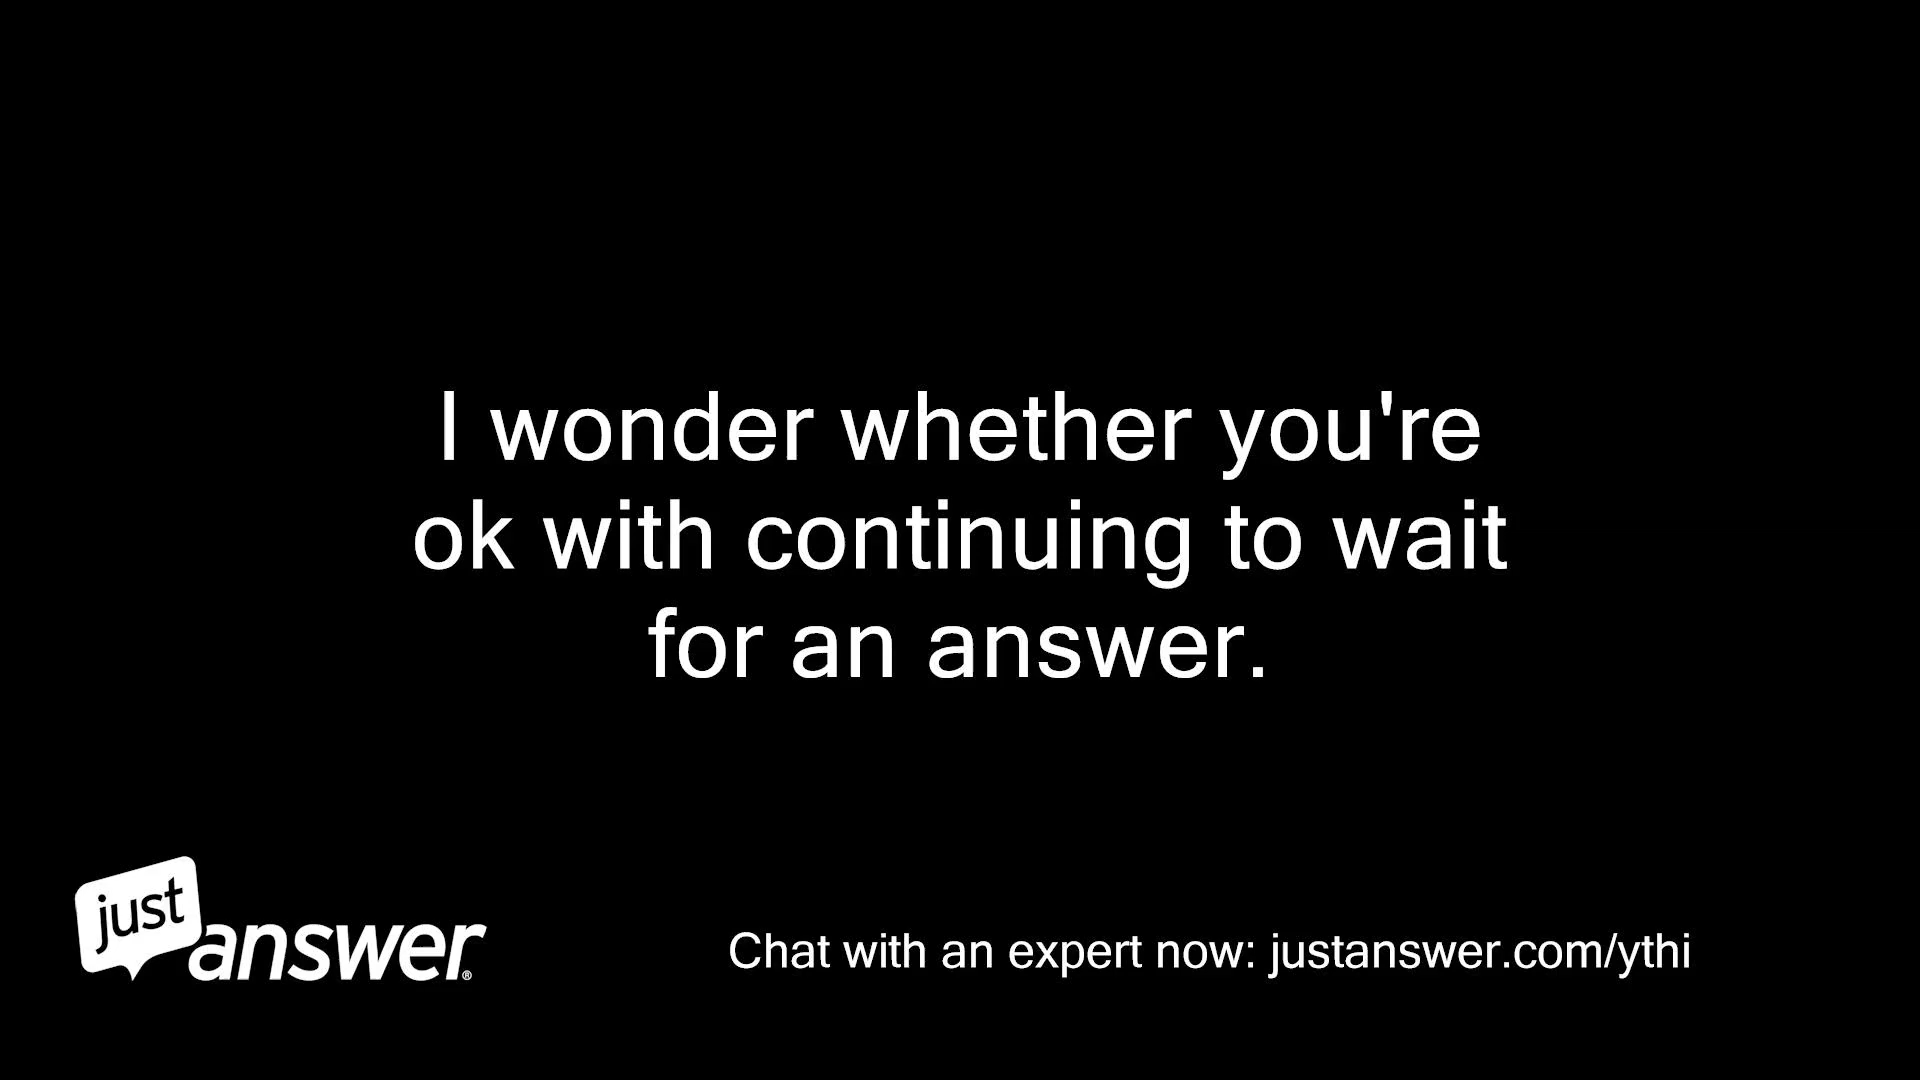 I wonder whether you're
ok with continuing to wait
for an answer.
just
answer®
Chat with an expert now: justanswer.com/ythi